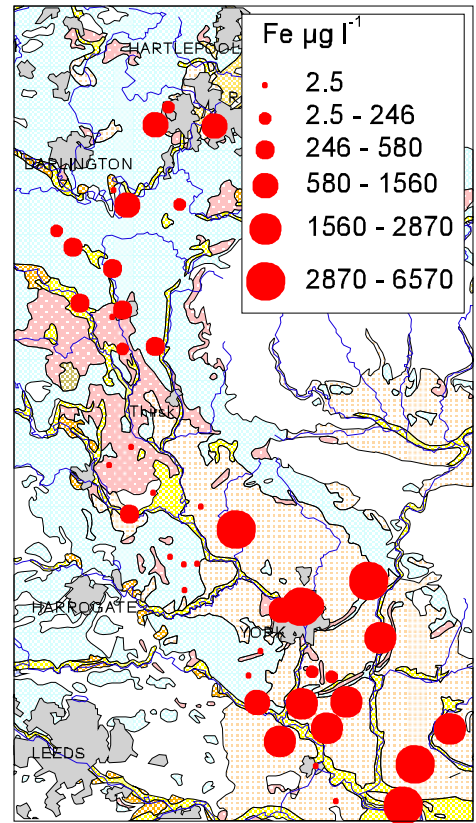 HARTLEPOOL
Fe µg l⁻¹
2.5
2.5 - 246
246 - 580
580 - 1560
1560 - 2870
2870 - 6570
DARLINGTON
Thirsk
HARROGATE
YORK
LEEDS